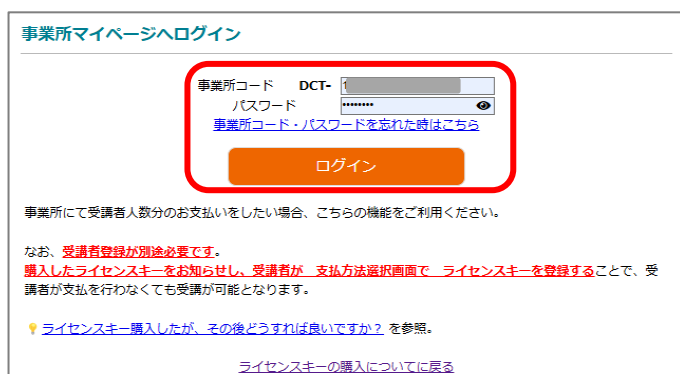 事業所マイページへログイン
事業所コード DCT- 1
パスワード ••••••••
事業所コード・パスワードを忘れた時はこちら
ログイン
事業所にて受講者人数分のお支払いをしたい場合、こちらの機能をご利用ください。
なお、受講者登録が別途必要です。
購入したライセンスキーをお知らせし、受講者が 支払方法選択画面で ライセンスキーを登録することで、受
講者が支払を行わなくても受講が可能となります。
ライセンスキー購入したが、その後どうすれば良いですか？ を参照。
ライセンスキーの購入についてに戻る